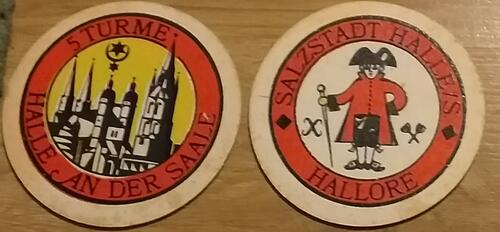 5 TÜRME
HALLE AN DER SAALE
SALZSTADT HALLE/S
HALLORE